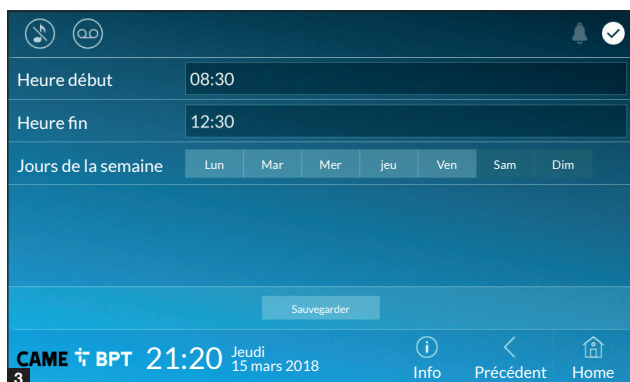 Heure début 08:30
Heure fin 12:30
Jours de la semaine Lun Mar Mer jeu Ven Sam Dim
Sauvegarder
CAME BPT 21:20 Jeudi
15 mars 2018
Info Précédent Home
3